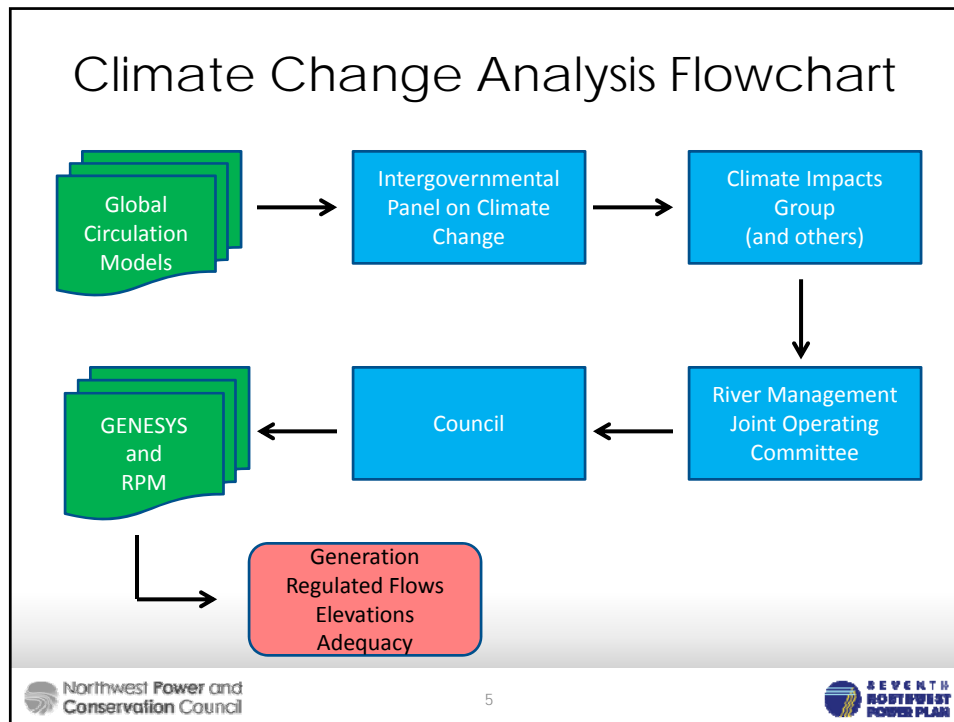 Climate Change Analysis Flowchart
Global
Circulation
Models
Intergovernmental
Panel on Climate
Change
Climate Impacts
Group
(and others)
River Management
Joint Operating
Committee
Council
GENESYS
and
RPM
Generation
Regulated Flows
Elevations
Adequacy
Northwest Power and
Conservation Council
5
SEVENTH
NORTHWEST
POWER PLAN